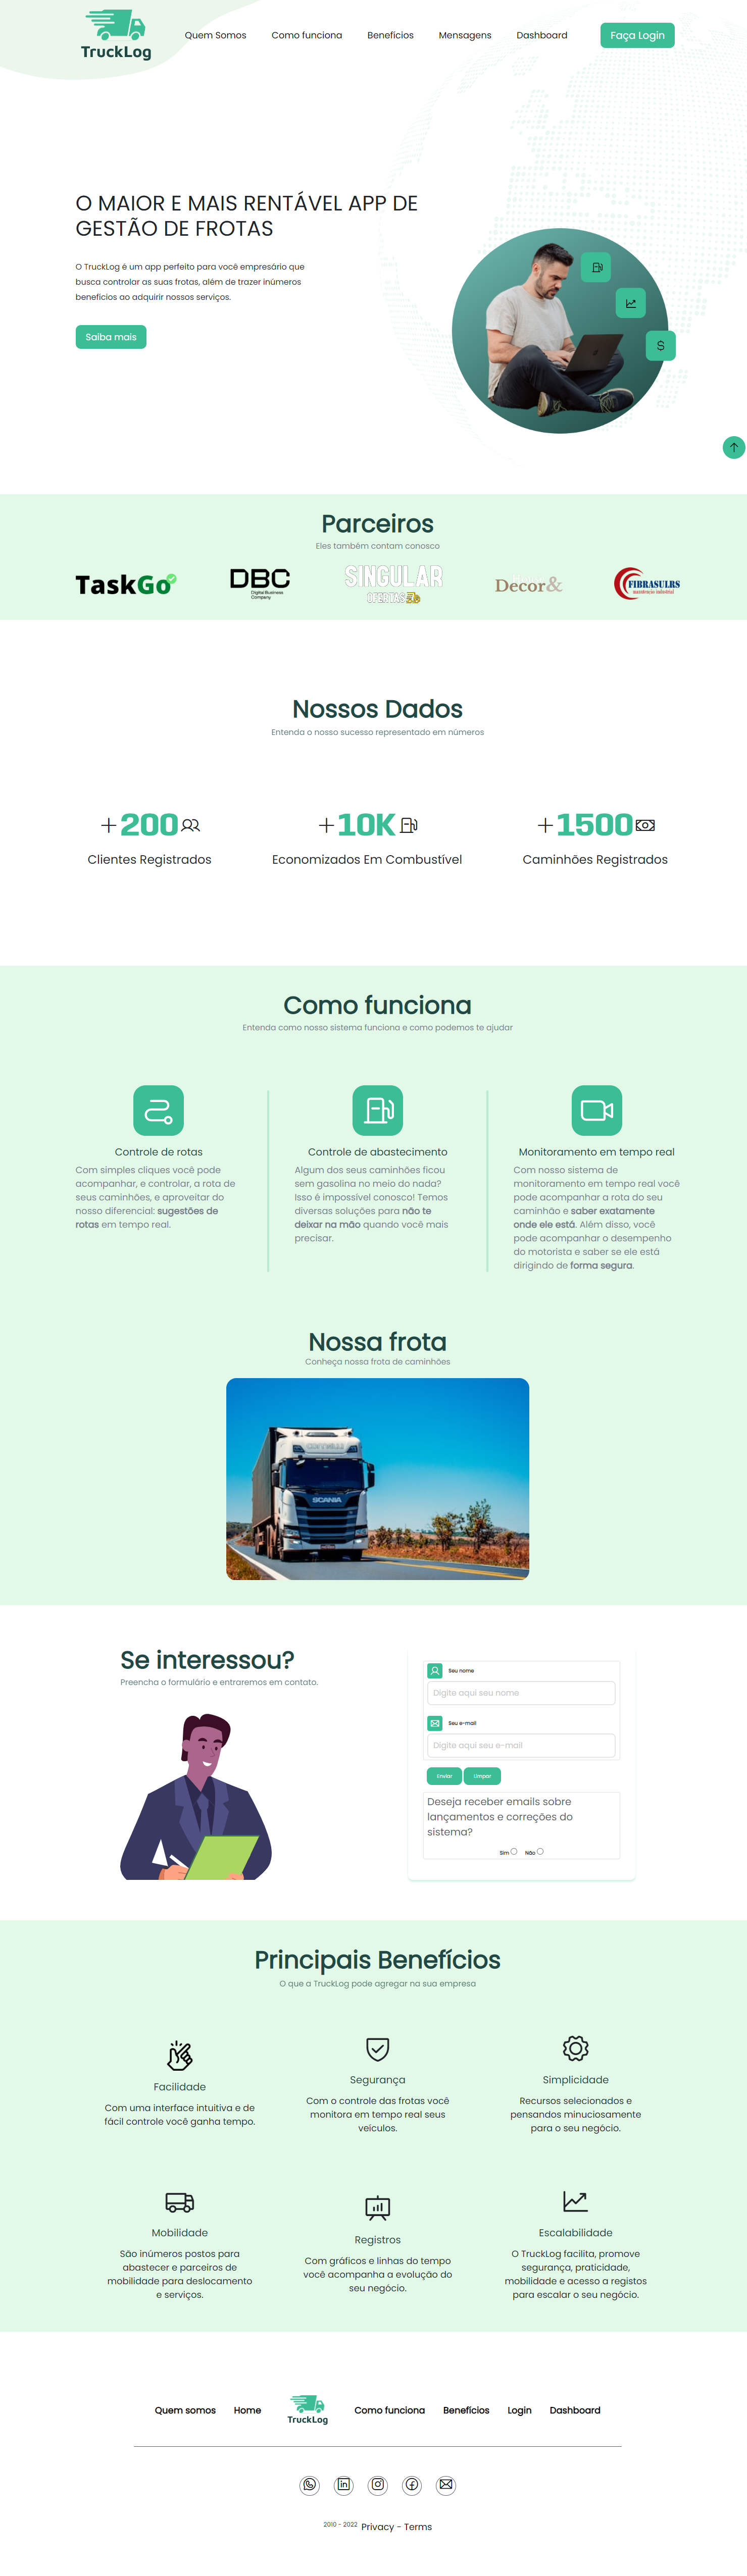 TruckLog
Quem Somos
Como funciona
Benefícios
Mensagens
Dashboard
Faça Login
O MAIOR E MAIS RENTÁVEL APP DE
GESTÃO DE FROTAS
O TruckLog é um app perfeito para você empresário que
busca controlar as suas frotas, além de trazer inúmeros
benefícios ao adquirir nossos serviços.
Saiba mais
Parceiros
Eles também contam conosco
TaskGo
DBC
Digital Business
Company
SINGULAR
OFERTAS
Decor&
FIBRASULRS
manutenção industrial
Nossos Dados
Entenda o nosso sucesso representado em números
+200
Clientes Registrados
+10K
Economizados Em Combustível
+1500
Caminhões Registrados
Como funciona
Entenda como nosso sistema funciona e como podemos te ajudar
Controle de rotas
Com simples cliques você pode
acompanhar, e controlar, a rota de
seus caminhões, e aproveitar do
nosso diferencial: sugestões de
rotas em tempo real.
Controle de abastecimento
Algum dos seus caminhões ficou
sem gasolina no meio do nada?
Isso é impossível conosco! Temos
diversas soluções para não te
deixar na mão quando você mais
precisar.
Monitoramento em tempo real
Com nosso sistema de
monitoramento em tempo real você
pode acompanhar a rota do seu
caminhão e saber exatamente
onde ele está. Além disso, você
pode acompanhar o desempenho
do motorista e saber se ele está
dirigindo de forma segura.
Nossa frota
Conheça nossa frota de caminhões
SCANIA
Se interessou?
Preencha o formulário e entraremos em contato.
Seu nome
Digite aqui seu nome
Seu e-mail
Digite aqui seu e-mail
Enviar
Limpar
Deseja receber emails sobre
lançamentos e correções do
sistema?
Sim
Não
Principais Benefícios
O que a TruckLog pode agregar na sua empresa
Facilidade
Com uma interface intuitiva e de
fácil controle você ganha tempo.
Segurança
Com o controle das frotas você
monitora em tempo real seus
veículos.
Simplicidade
Recursos selecionados e
pensandos minuciosamente
para o seu negócio.
Mobilidade
São inúmeros postos para
abastecer e parceiros de
mobilidade para deslocamento
e serviços.
Registros
Com gráficos e linhas do tempo
você acompanha a evolução do
seu negócio.
Escalabilidade
O TruckLog facilita, promove
segurança, praticidade,
mobilidade e acesso a registos
para escalar o seu negócio.
Quem somos
Home
TruckLog
Como funciona
Benefícios
Login
Dashboard
2010 - 2022 Privacy - Terms